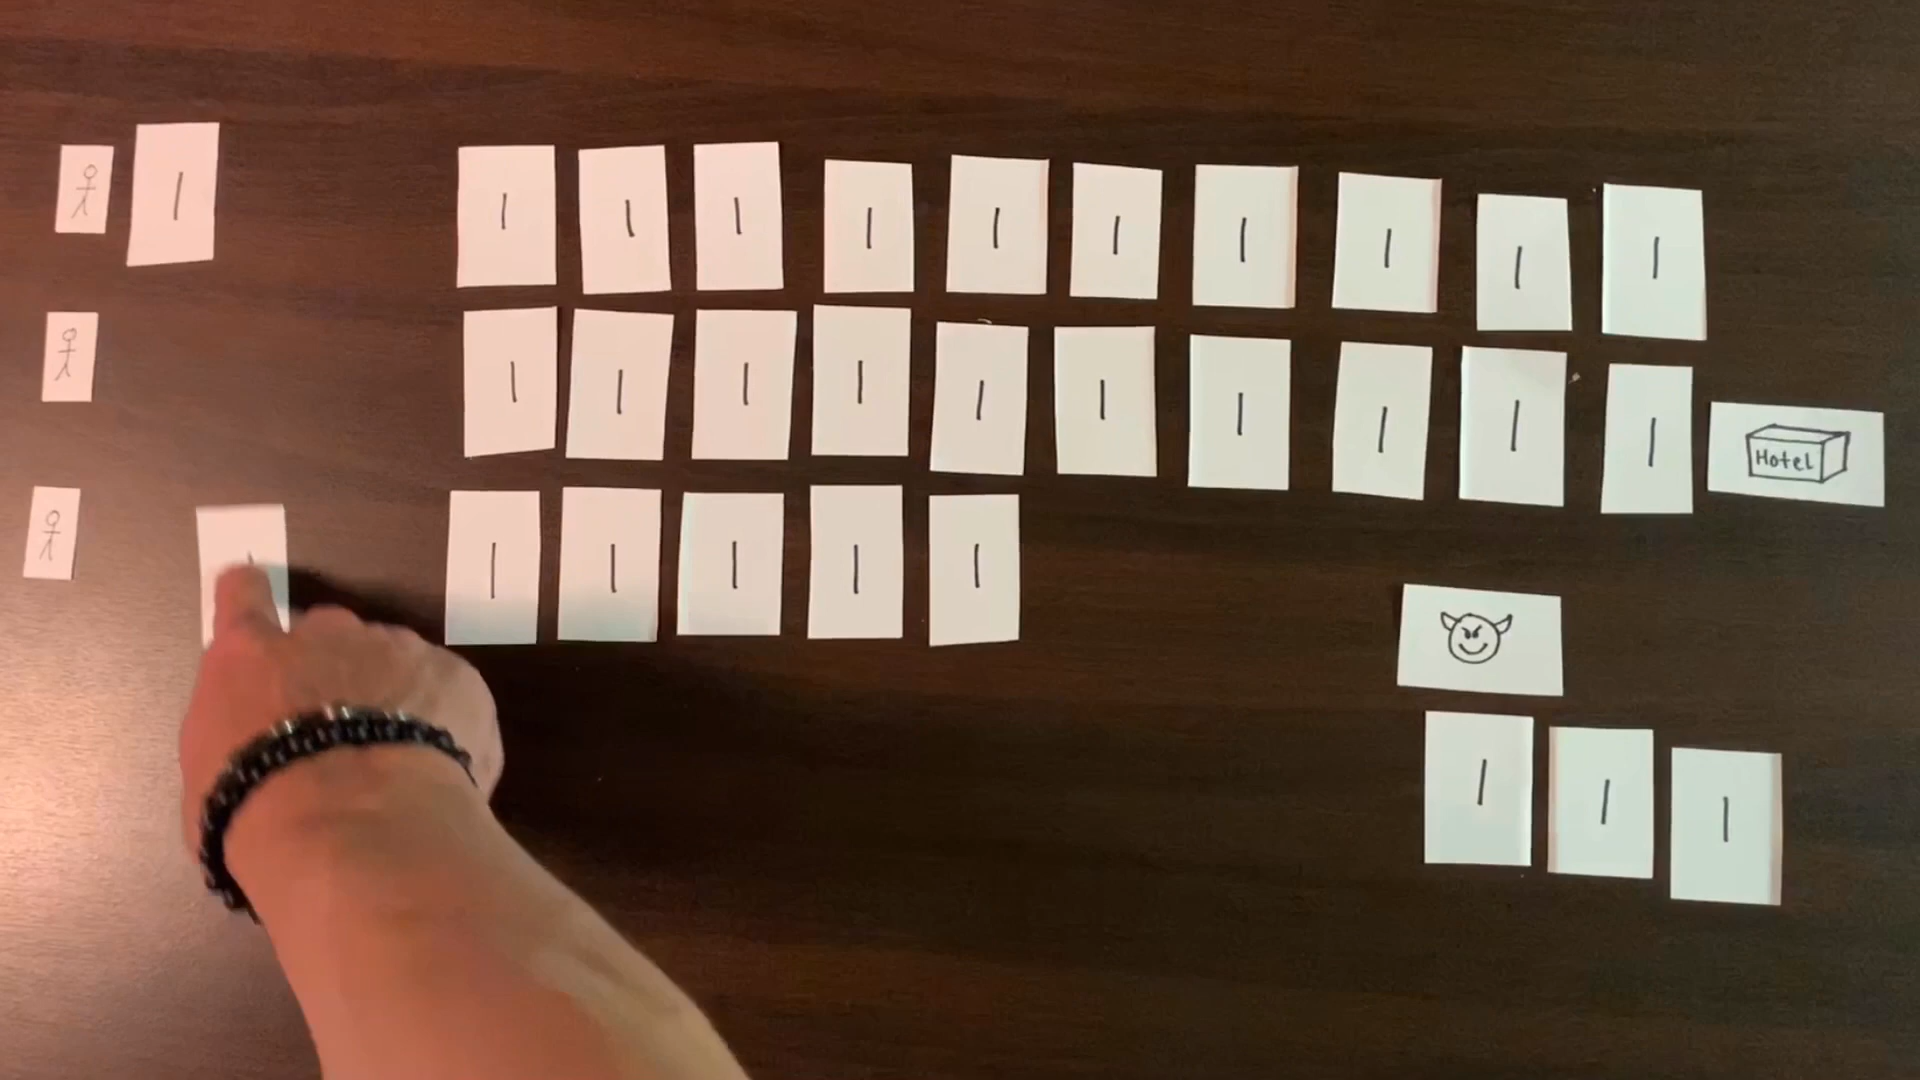 1 1 1 1 1 1 1 1 1 1 1
1 1 1 1 1 1 1 1 1 1
Hotel
1 1 1 1 1
1 1 1